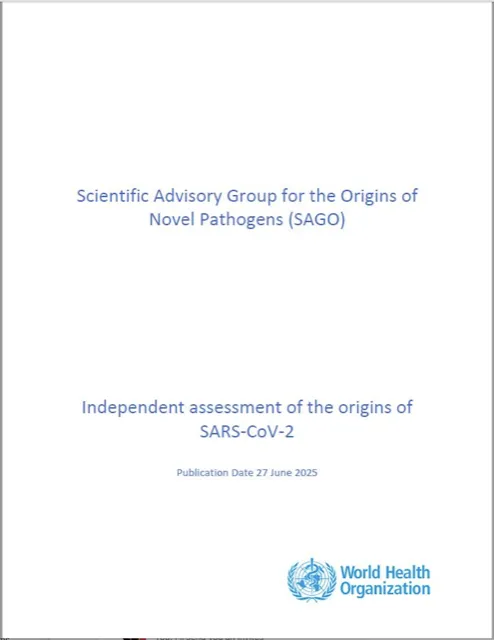 Scientific Advisory Group for the Origins of
Novel Pathogens (SAGO)
Independent assessment of the origins of
SARS-CoV-2
Publication Date 27 June 2025
World Health
Organization